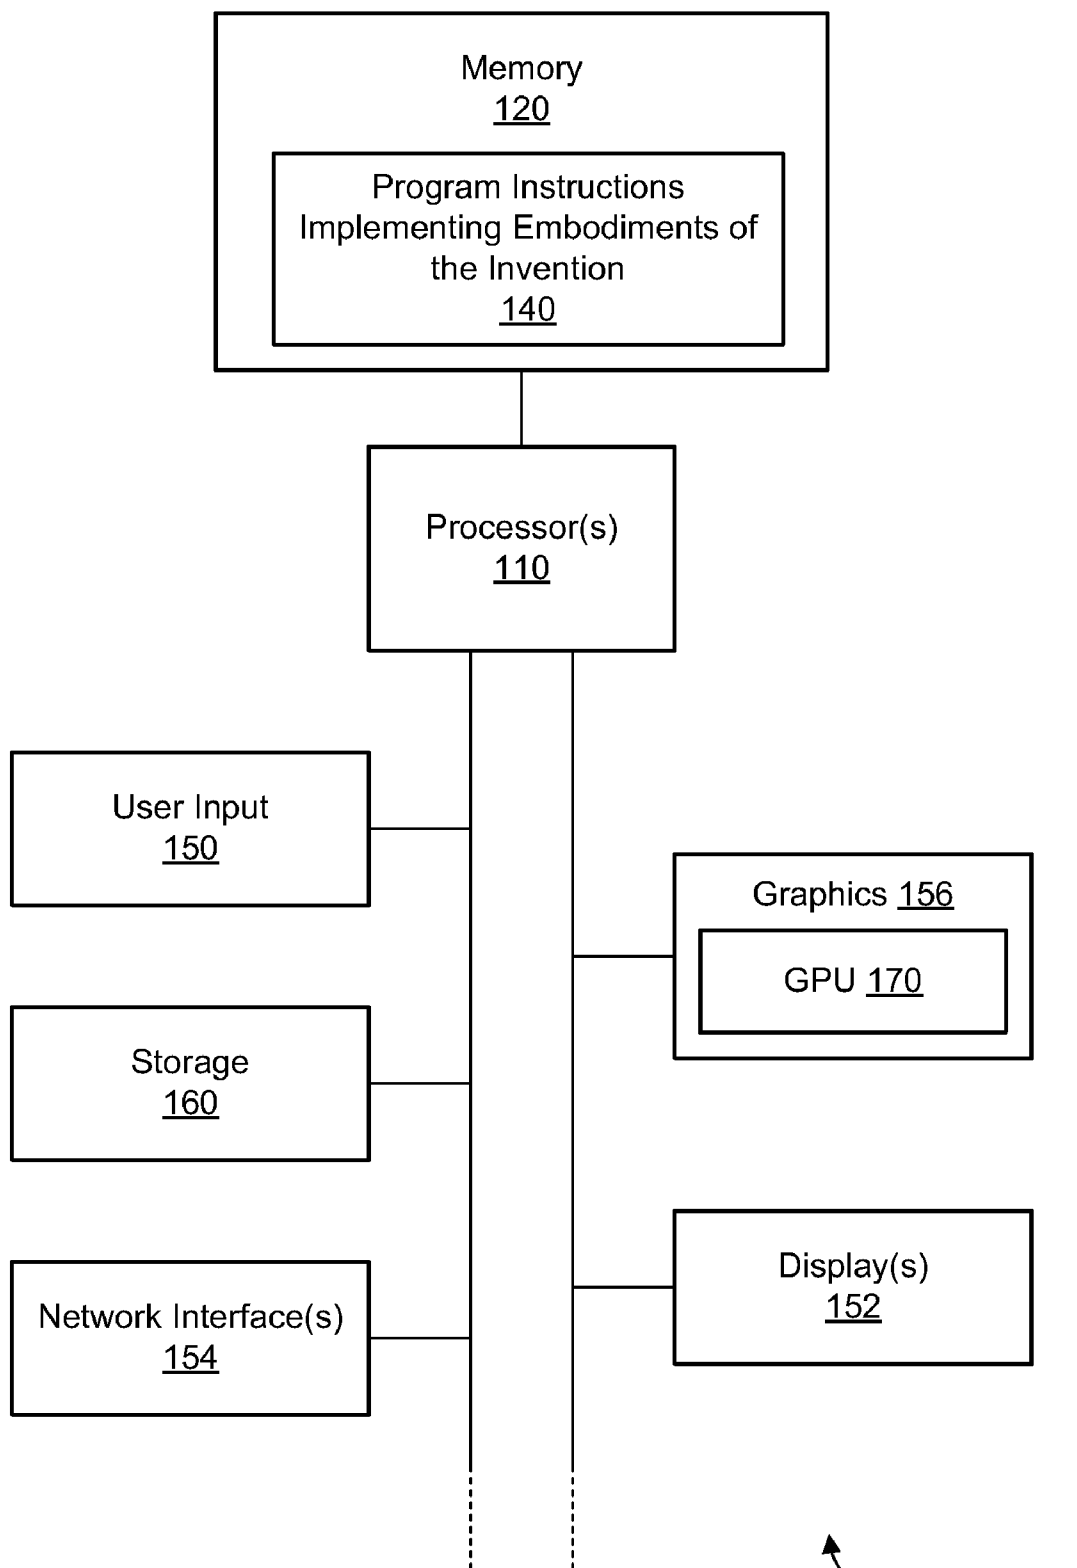 Memory
120
Program Instructions
Implementing Embodiments of
the Invention
140
Processor(s)
110
User Input
150
Graphics 156
GPU 170
Storage
160
Display(s)
152
Network Interface(s)
154